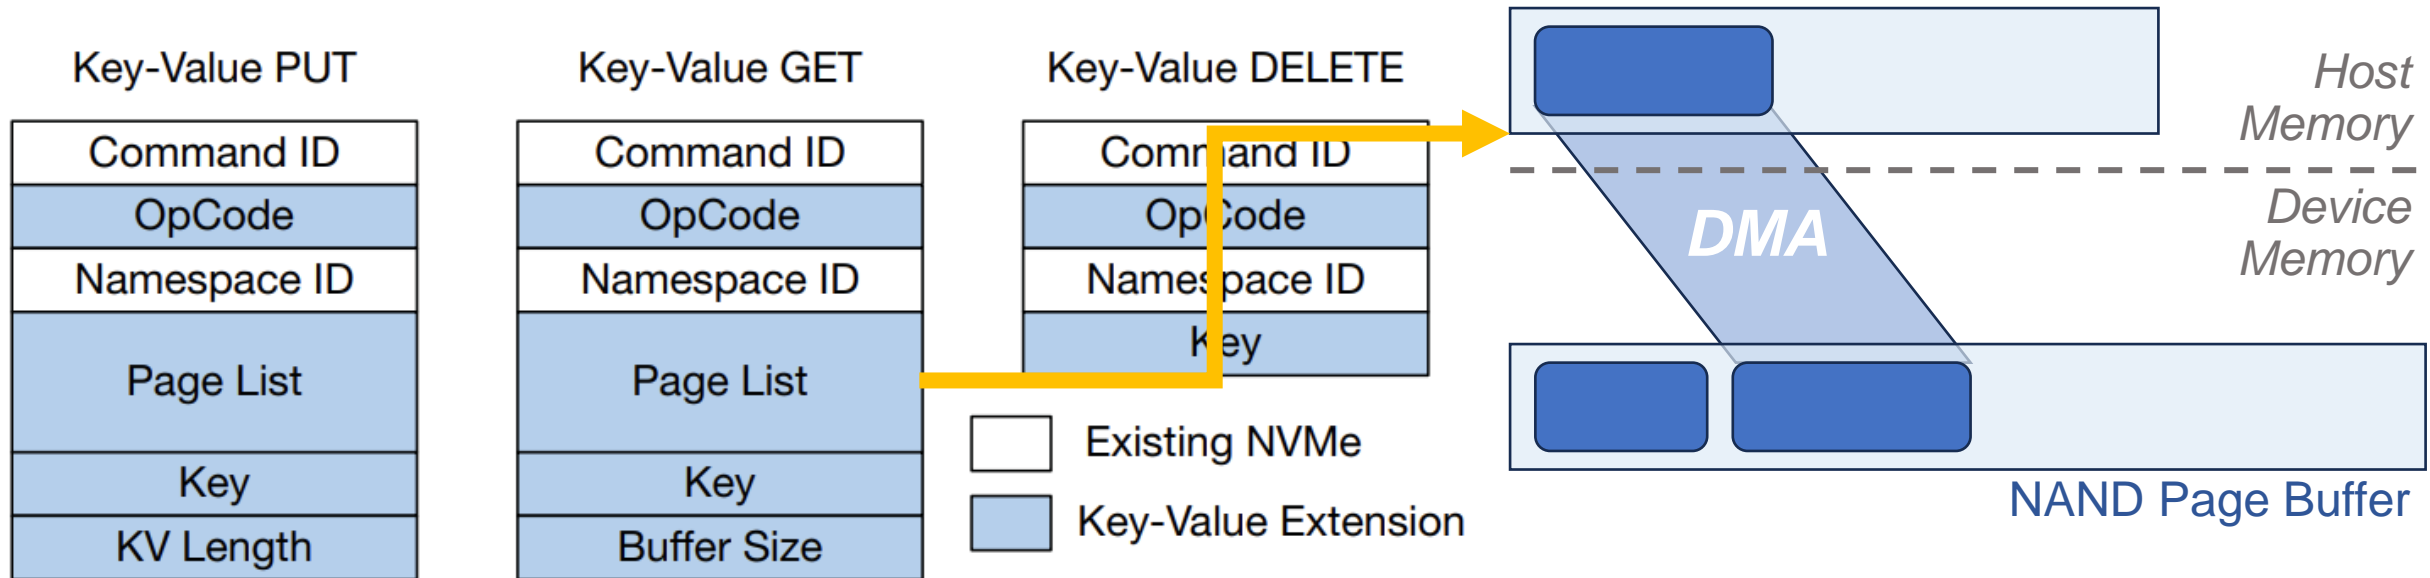 Key-Value PUT
Command ID
OpCode
Namespace ID
Page List
Key
KV Length
Key-Value GET
Command ID
OpCode
Namespace ID
Page List
Key
Buffer Size
Key-Value DELETE
Command ID
OpCode
Namespace ID
Key
Existing NVMe
Key-Value Extension
Host
Memory
DMA
Device
Memory
NAND Page Buffer